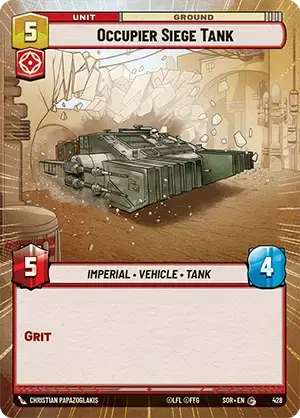 UNIT GROUND
5 OCCUPIER SIEGE TANK
5 IMPERIAL • VEHICLE • TANK 4
GRIT
CHRISTIAN PAPAZOGLAKIS ©LFL ©FFG SOR • EN C 428